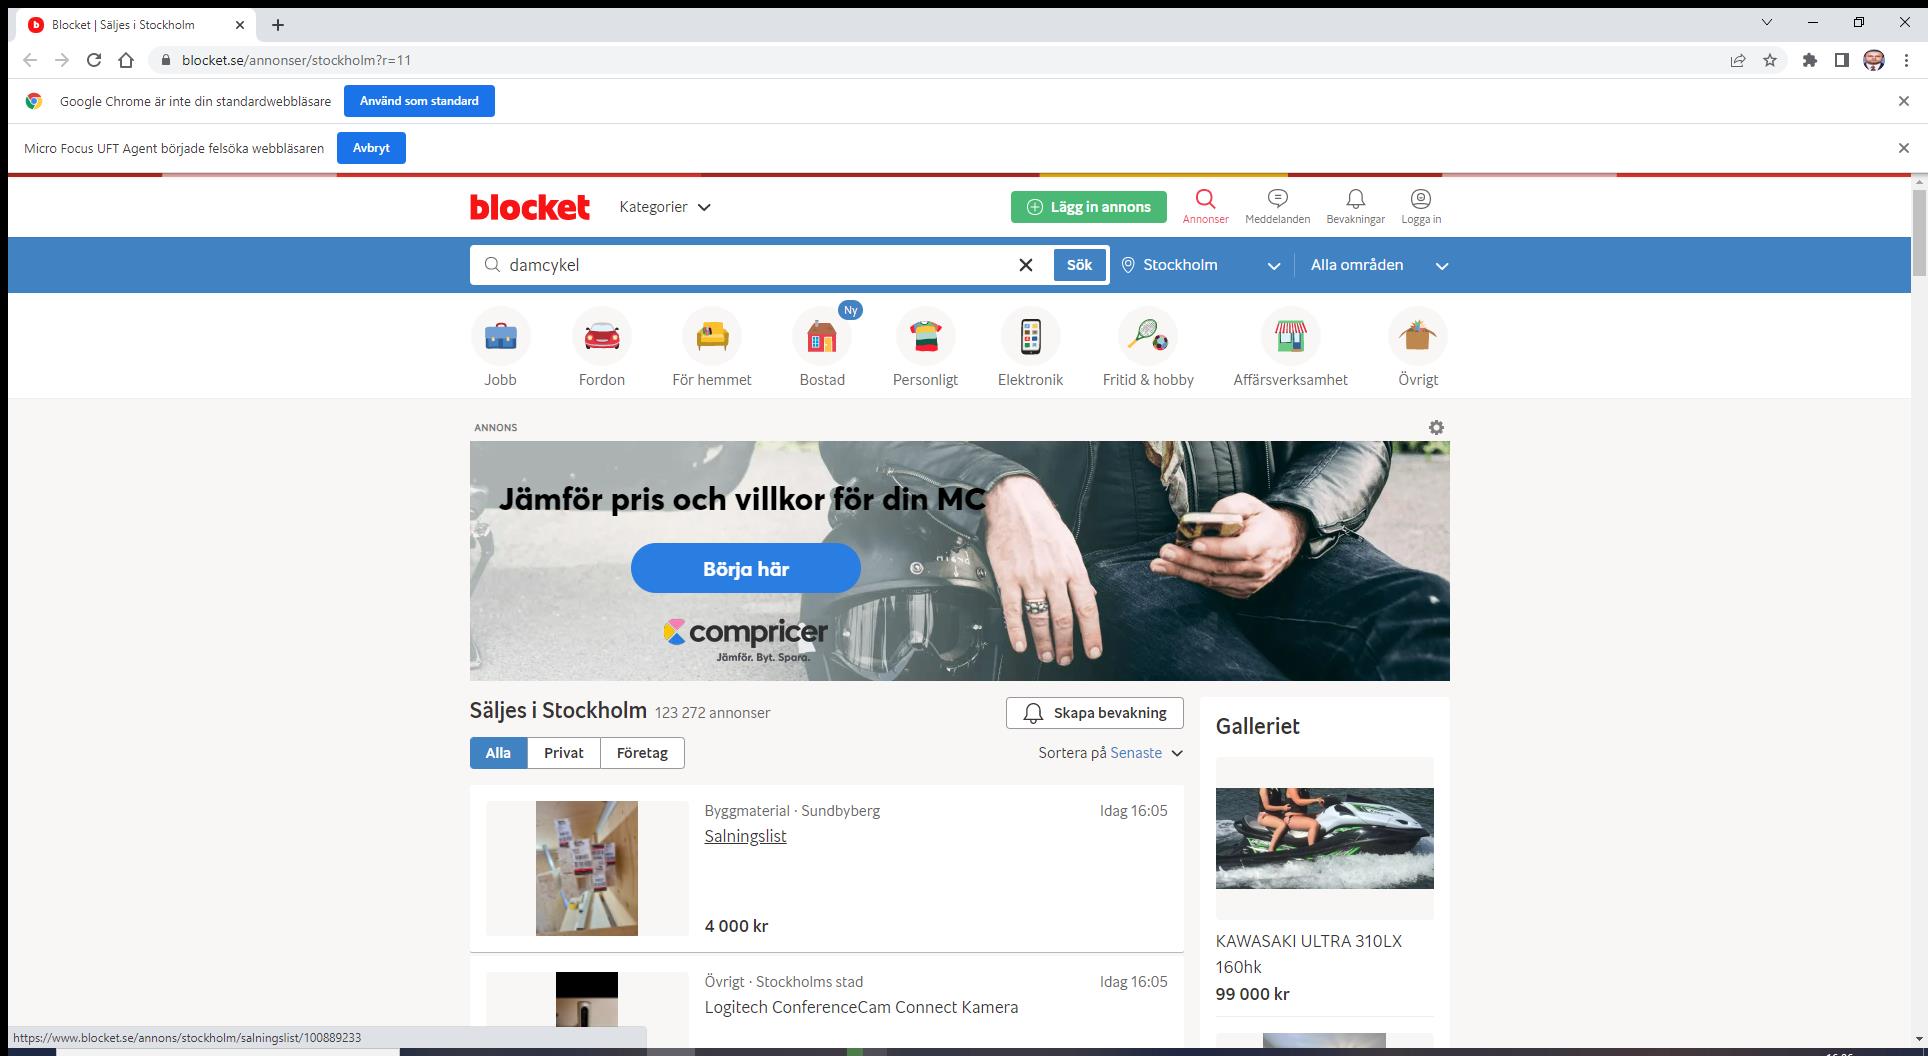 Blocket | Säljes i Stockholm
blocket.se/annonser/stockholm?r=11
Google Chrome är inte din standardwebbläsare
Använd som standard
Micro Focus UFT Agent började felsöka webbläsaren
Avbryt
blocket
Kategorier
Lägg in annons
Annonser
Meddelanden
Bevakningar
Logga in
damcykel
Sök
Stockholm
Alla områden
Ny
Jobb
Fordon
För hemmet
Bostad
Personligt
Elektronik
Fritid & hobby
Affärsverksamhet
Övrigt
ANNONS
Jämför pris och villkor för din MC
Börja här
compricer
Jämför. Byt. Spara.
Säljes i Stockholm 123 272 annonser
Skapa bevakning
Alla
Privat
Företag
Sortera på Senaste
Byggmaterial · Sundbyberg
Idag 16:05
Salningslist
4 000 kr
Övrigt · Stockholms stad
Idag 16:05
Logitech ConferenceCam Connect Kamera
Galleriet
KAWASAKI ULTRA 310LX
160hk
99 000 kr
https://www.blocket.se/annons/stockholm/salningslist/100889233